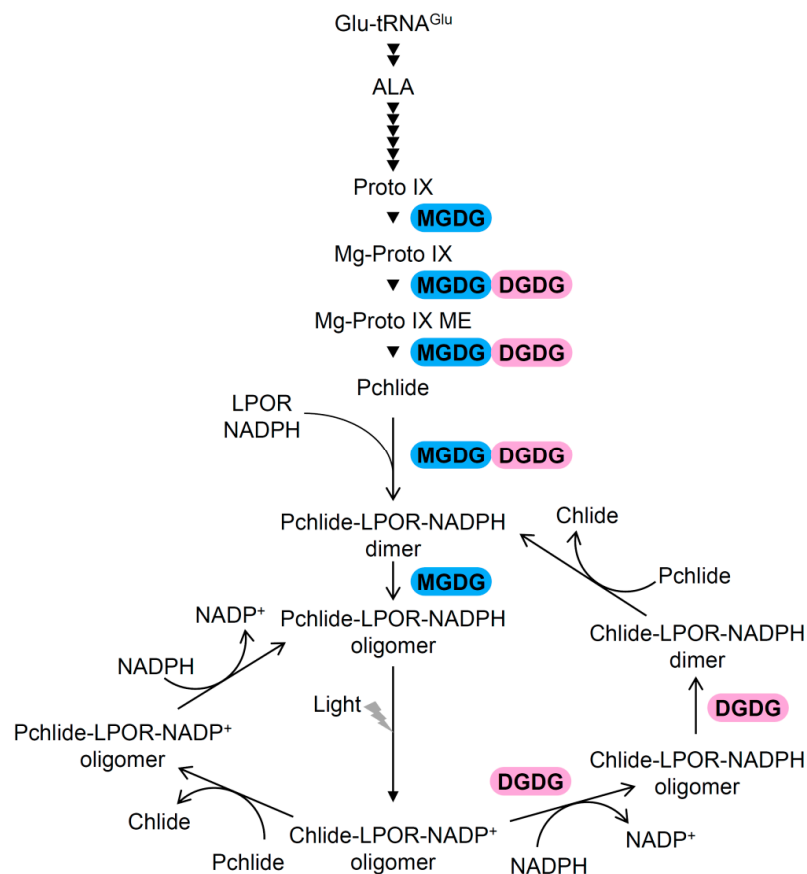 Glu-tRNAGlu
ALA
Proto IX
MGDG
Mg-Proto IX
MGDG DGDG
Mg-Proto IX ME
MGDG DGDG
Pchlide
LPOR
NADPH
MGDG DGDG
Pchlide-LPOR-NADPH
dimer
Chlide
Pchlide
MGDG
Pchlide-LPOR-NADPH
oligomer
NADP+
NADPH
Chlide-LPOR-NADPH
dimer
Light
DGDG
Pchlide-LPOR-NADP+
oligomer
Chlide-LPOR-NADPH
oligomer
DGDG
Chlide
Pchlide
Chlide-LPOR-NADP+
oligomer
NADPH
NADP+